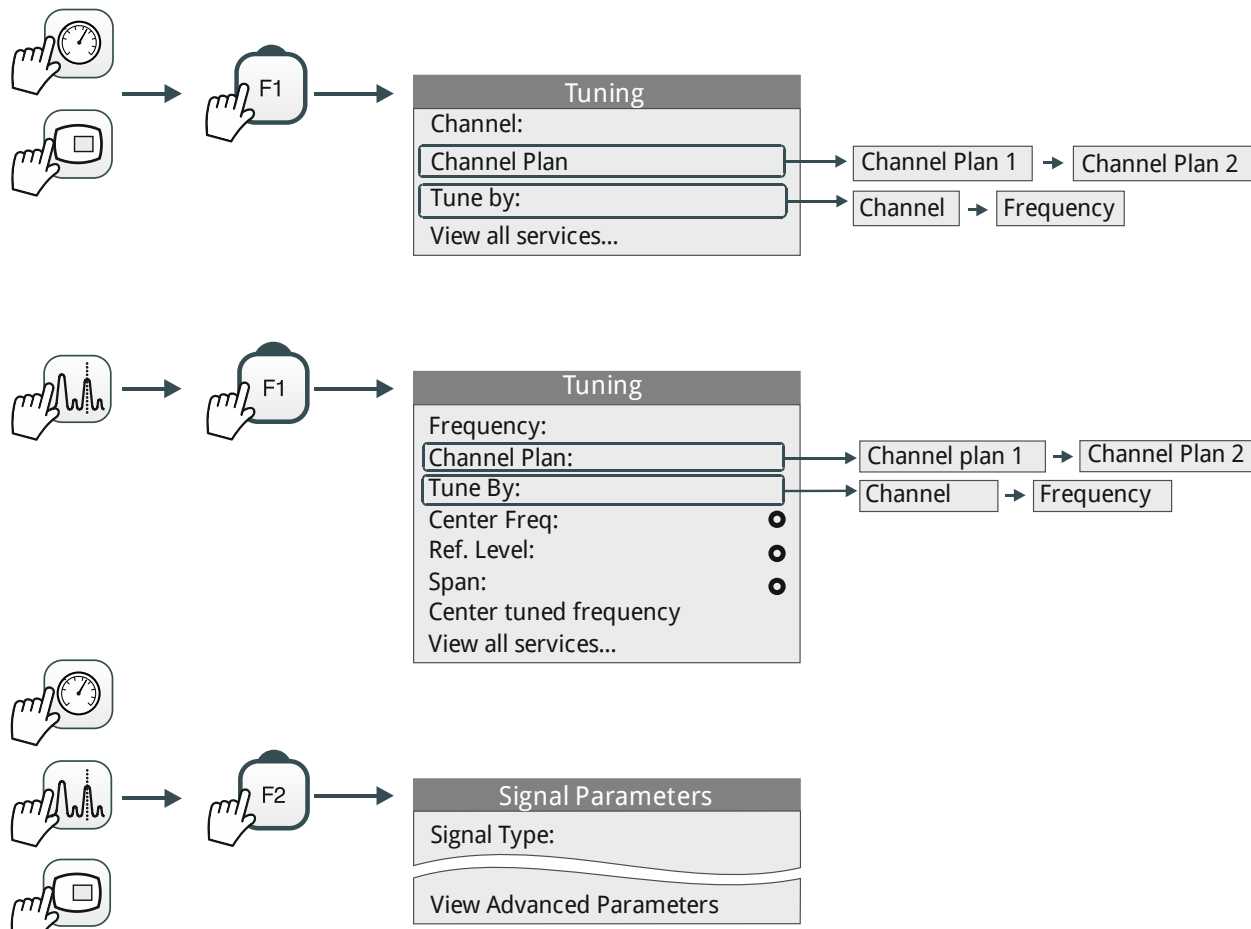 F1
Tuning
Channel:
Channel Plan
Channel Plan 1
Channel Plan 2
Tune by:
Channel
Frequency
View all services...
F1
Tuning
Frequency:
Channel Plan:
Channel plan 1
Channel Plan 2
Tune By:
Channel
Frequency
Center Freq:
Ref. Level:
Span:
Center tuned frequency
View all services...
F2
Signal Parameters
Signal Type:
View Advanced Parameters